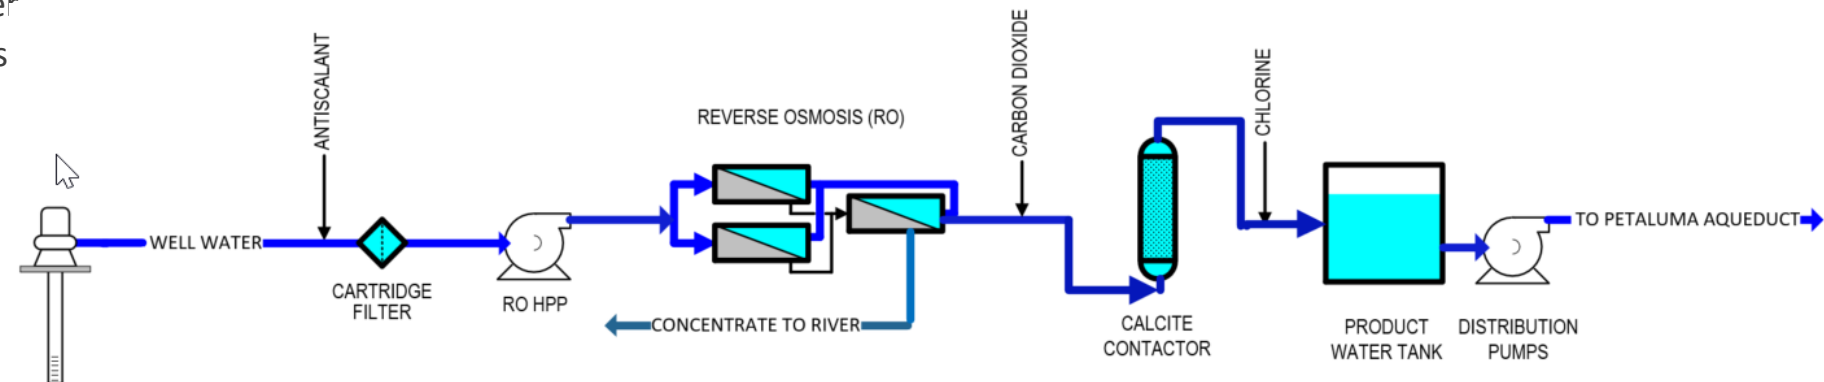 ANTISCALANT
WELL WATER
CARTRIDGE
FILTER
RO HPP
REVERSE OSMOSIS (RO)
CONCENTRATE TO RIVER
CARBON DIOXIDE
CALCITE
CONTACTOR
CHLORINE
PRODUCT
WATER TANK
DISTRIBUTION
PUMPS
TO PETALUMA AQUEDUCT